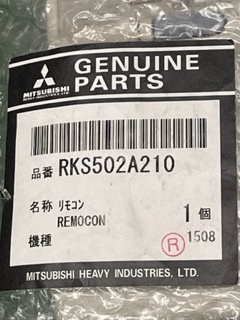 GENUINE
PARTS
MITSUBISHI
HEAVY INDUSTRIES, LTD.
品番 RKS502A210
名称 リモコン
REMOCON
1個
機種
R 1508
MITSUBISHI HEAVY INDUSTRIES, LTD.